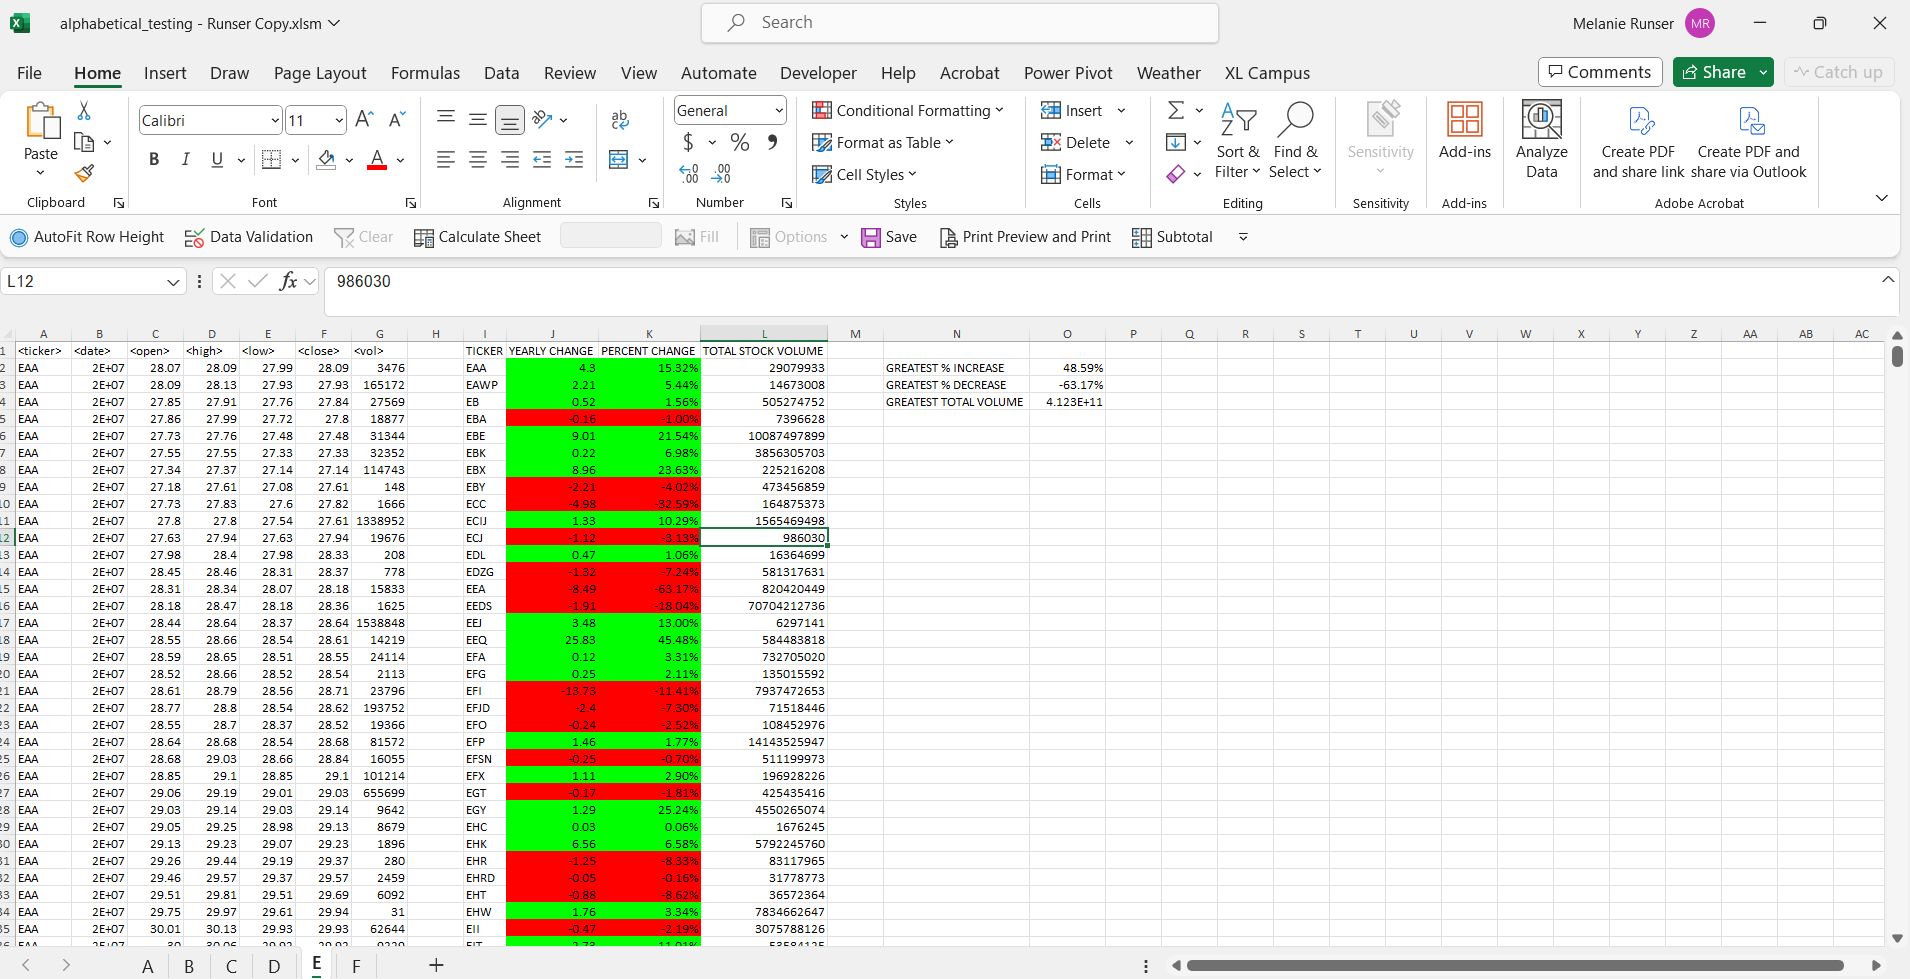 alphabetical_testing - Runser Copy.xlsm
Search
Melanie Runser MR
File Home Insert Draw Page Layout Formulas Data Review View Automate Developer Help Acrobat Power Pivot Weather XL Campus
Comments Share Catch up
Paste
Calibri 11
B I U
ab
General
$ % ,
Conditional Formatting
Format as Table
Cell Styles
Insert
Delete
Format
Sort & Filter
Find & Select
Sensitivity
Add-ins
Analyze Data
Create PDF and share link
Create PDF and share via Outlook
Clipboard Font Alignment Number Styles Cells Editing Sensitivity Add-ins Adobe Acrobat
AutoFit Row Height Data Validation Clear Calculate Sheet Fill Options Save Print Preview and Print Subtotal
L12 fx 986030
A B C D E F G H I J K L M N O P Q R S T U V W X Y Z AA AB AC
1 <ticker> <date> <open> <high> <low> <close> <vol> TICKER YEARLY CHANGE PERCENT CHANGE TOTAL STOCK VOLUME
2 EAA 2E+07 28.07 28.09 27.99 28.09 3476 EAA 4.3 15.32% 29079933 GREATEST % INCREASE 48.59%
3 EAA 2E+07 28.09 28.13 27.93 27.93 165172 EAWP 2.21 5.44% 14673008 GREATEST % DECREASE -63.17%
4 EAA 2E+07 27.85 27.91 27.76 27.84 27569 EB 0.52 1.56% 505274752 GREATEST TOTAL VOLUME 4.123E+11
5 EAA 2E+07 27.86 27.99 27.72 27.8 18877 EBA -0.16 -1.00% 7396628
6 EAA 2E+07 27.73 27.76 27.48 27.48 31344 EBE 9.01 21.54% 10087497899
7 EAA 2E+07 27.55 27.55 27.33 27.33 32352 EBK 0.22 6.98% 3856305703
8 EAA 2E+07 27.34 27.37 27.14 27.14 114743 EBX 8.96 23.63% 225216208
9 EAA 2E+07 27.18 27.61 27.08 27.61 148 EBY -2.21 -4.02% 473456859
10 EAA 2E+07 27.73 27.83 27.6 27.82 1666 ECC -4.98 -32.59% 164875373
11 EAA 2E+07 27.8 27.8 27.54 27.61 1338952 ECIJ 1.33 10.29% 1565469498
12 EAA 2E+07 27.63 27.94 27.63 27.94 19676 ECJ -1.12 -3.13% 986030
13 EAA 2E+07 27.98 28.4 27.98 28.33 208 EDL 0.47 1.06% 16364699
14 EAA 2E+07 28.45 28.46 28.31 28.37 778 EDZG -1.32 -7.24% 581317631
15 EAA 2E+07 28.31 28.34 28.07 28.18 15833 EEA -8.49 -63.17% 820420449
16 EAA 2E+07 28.18 28.47 28.18 28.36 1625 EEDS -1.91 -18.04% 70704212736
17 EAA 2E+07 28.44 28.64 28.37 28.64 1538848 EEJ 3.48 13.00% 6297141
18 EAA 2E+07 28.55 28.66 28.54 28.61 14219 EEQ 25.83 45.48% 584483818
19 EAA 2E+07 28.59 28.65 28.51 28.55 24114 EFA 0.12 3.31% 732705020
20 EAA 2E+07 28.52 28.66 28.52 28.54 2113 EFG 0.25 2.11% 135015592
21 EAA 2E+07 28.61 28.79 28.56 28.71 23796 EFI -13.73 -11.41% 7937472653
22 EAA 2E+07 28.77 28.8 28.54 28.62 193752 EFJD -2.4 -7.30% 71518446
23 EAA 2E+07 28.55 28.7 28.37 28.52 19366 EFO -0.24 -2.52% 108452976
24 EAA 2E+07 28.64 28.68 28.54 28.68 81572 EFP 1.46 1.77% 14143525947
25 EAA 2E+07 28.68 29.03 28.66 28.84 16055 EFSN -0.25 -0.70% 511199973
26 EAA 2E+07 28.85 29.1 28.85 29.1 101214 EFX 1.11 2.90% 196928226
27 EAA 2E+07 29.06 29.19 29.01 29.03 655699 EGT -0.17 -1.81% 425435416
28 EAA 2E+07 29.03 29.14 29.03 29.14 9642 EGY 1.29 25.24% 4550265074
29 EAA 2E+07 29.05 29.25 28.98 29.13 8679 EHC 0.03 0.06% 1676245
30 EAA 2E+07 29.13 29.23 29.07 29.23 1896 EHK 6.56 6.58% 5792245760
31 EAA 2E+07 29.26 29.44 29.19 29.37 280 EHR -1.25 -8.33% 83117965
32 EAA 2E+07 29.46 29.57 29.37 29.57 2459 EHRD -0.05 -0.16% 31778773
33 EAA 2E+07 29.51 29.81 29.51 29.69 6092 EHT -0.88 -8.62% 36572364
34 EAA 2E+07 29.75 29.97 29.61 29.94 31 EHW 1.76 3.34% 7834662647
35 EAA 2E+07 30.01 30.13 29.93 29.93 62644 EII -0.47 -2.19% 3075788126
A B C D E F +